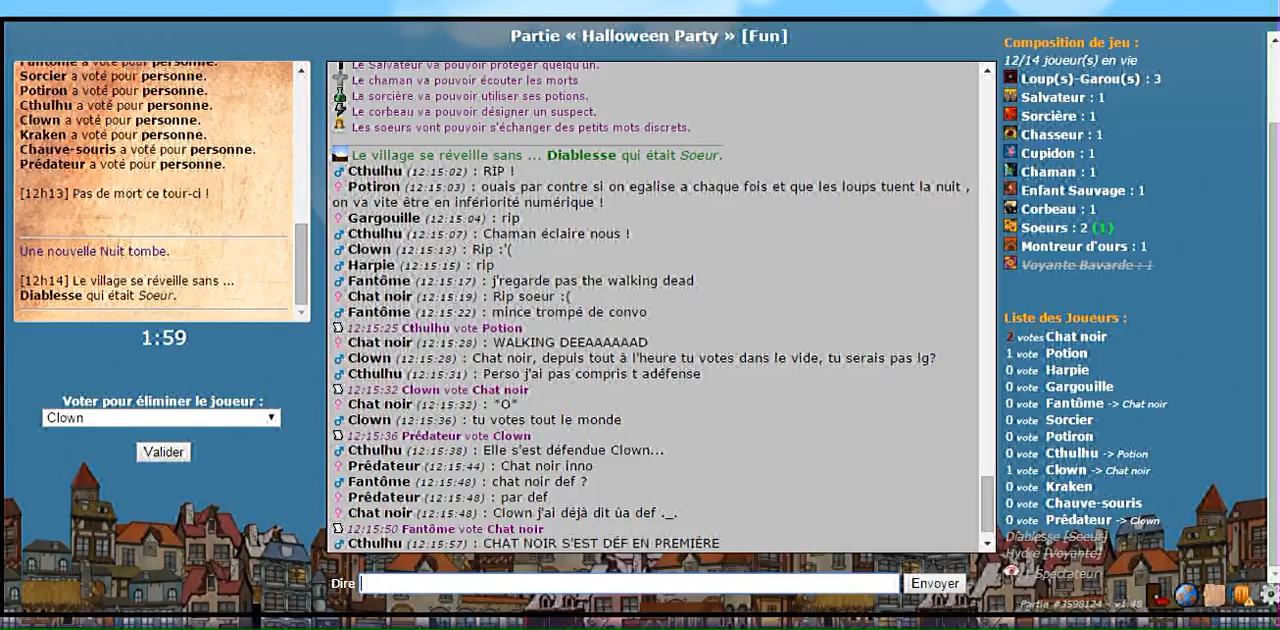 Partie « Halloween Party » [Fun]
Fantôme a voté pour personne.
Sorcier a voté pour personne.
Potiron a voté pour personne.
Cthulhu a voté pour personne.
Clown a voté pour personne.
Kraken a voté pour personne.
Chauve-souris a voté pour personne.
Prédateur a voté pour personne.
[12h13] Pas de mort ce tour-ci !
Une nouvelle Nuit tombe.
[12h14] Le village se réveille sans ...
Diablesse qui était Soeur.
1:59
Voter pour éliminer le joueur :
Clown
Valider
Le Salvateur va pouvoir protéger quelqu'un.
Le chaman va pouvoir écouter les morts
La sorcière va pouvoir utiliser ses potions.
Le corbeau va pouvoir désigner un suspect.
Les soeurs vont pouvoir s'échanger des petits mots discrets.
Le village se réveille sans ... Diablesse qui était Soeur.
Cthulhu (12:15:02) : RIP !
Potiron (12:15:03) : ouais par contre si on egalise a chaque fois et que les loups tuent la nuit ,
on va vite être en infériorité numérique !
Gargouille (12:15:04) : rip
Cthulhu (12:15:07) : Chaman éclaire nous !
Clown (12:15:13) : Rip :'(
Harpie (12:15:15) : rip
Fantôme (12:15:17) : j'regarde pas the walking dead
Chat noir (12:15:19) : Rip soeur :(
Fantôme (12:15:22) : mince trompé de convo
12:15:25 Cthulhu vote Potion
Chat noir (12:15:28) : WALKING DEEAAAAAAD
Clown (12:15:28) : Chat noir, depuis tout à l'heure tu votes dans le vide, tu serais pas lg?
Cthulhu (12:15:31) : Perso j'ai pas compris t adéfense
12:15:32 Clown vote Chat noir
Chat noir (12:15:32) : *O*
Clown (12:15:36) : tu votes tout le monde
12:15:36 Prédateur vote Clown
Cthulhu (12:15:38) : Elle s'est défendue Clown...
Prédateur (12:15:44) : Chat noir inno
Fantôme (12:15:48) : chat noir def ?
Prédateur (12:15:48) : par def
Chat noir (12:15:48) : Clown j'ai déjà dit ùa def ._.
12:15:50 Fantôme vote Chat noir
Cthulhu (12:15:57) : CHAT NOIR S'EST DÉF EN PREMIÈRE
Dire
Envoyer
Composition de jeu :
12/14 joueur(s) en vie
Loup(s)-Garou(s) : 3
Salvateur : 1
Sorcière : 1
Chasseur : 1
Cupidon : 1
Chaman : 1
Enfant Sauvage : 1
Corbeau : 1
Soeurs : 2 (1)
Montreur d'ours : 1
Voyante Bavarde : 1
Liste des Joueurs :
2 votes Chat noir
1 vote Potion
0 vote Harpie
0 vote Gargouille
0 vote Fantôme -> Chat noir
0 vote Sorcier
0 vote Potiron
0 vote Cthulhu -> Potion
1 vote Clown -> Chat noir
0 vote Kraken
0 vote Chauve-souris
0 vote Prédateur -> Clown
Diablesse [Soeur]
Hydre [Voyante]
1 Spectateur
Partie #3598124 - v1.48